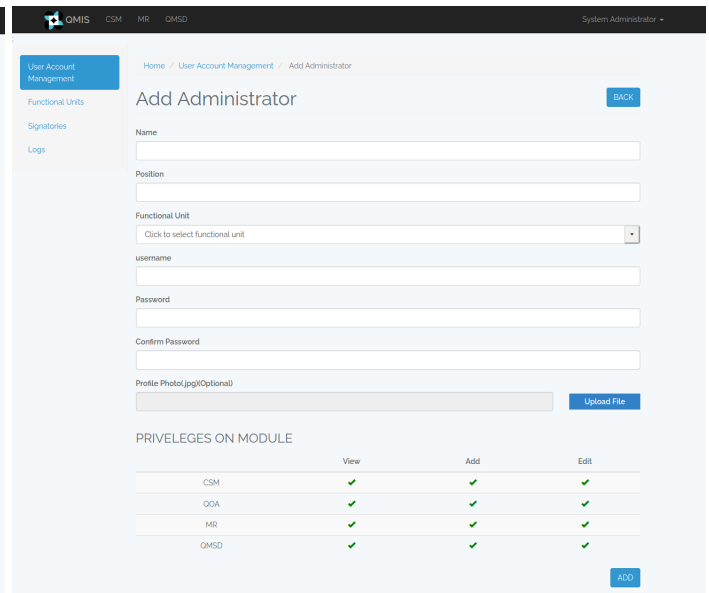 QMIS CSM MR QMSD System Administrator
User Account
Management
Functional Units
Signatories
Logs
Home / User Account Management / Add Administrator
Add Administrator BACK
Name
Position
Functional Unit
Click to select functional unit
username
Password
Confirm Password
Profile Photo(.jpg)(Optional)
Upload File
PRIVELEGES ON MODULE
View Add Edit
CSM
QOA
MR
QMSD
ADD